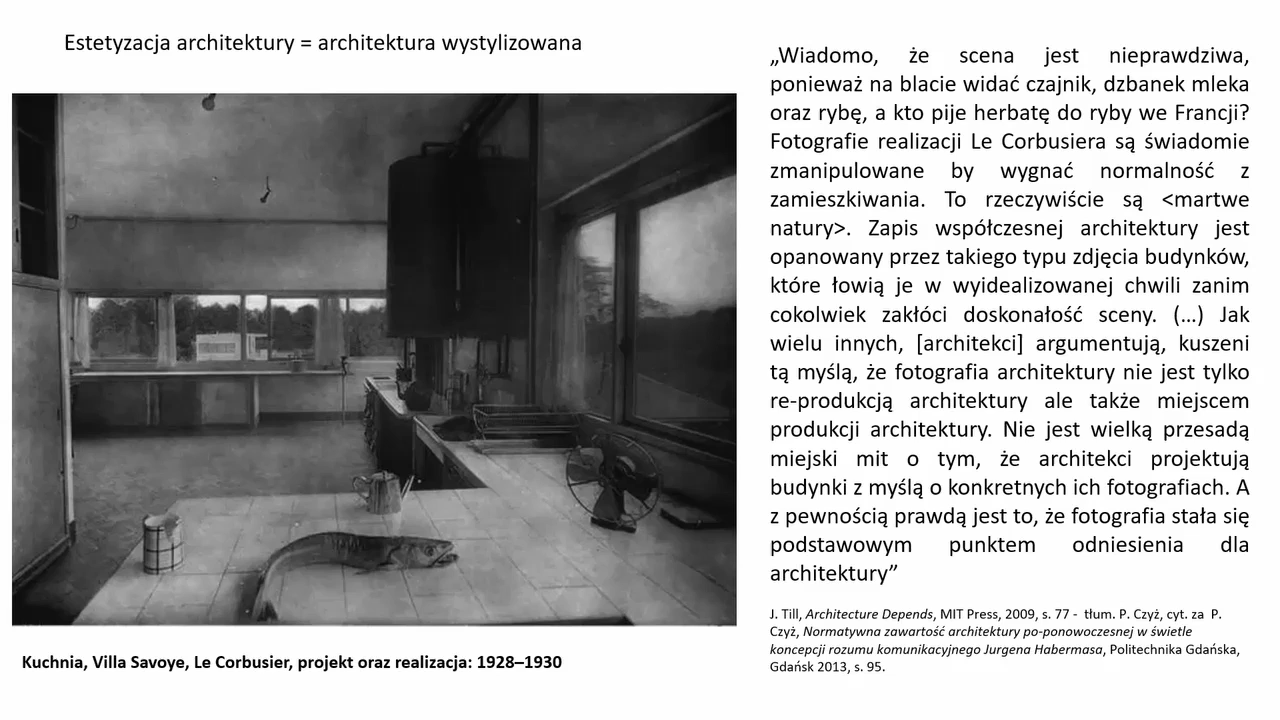 Estetyzacja architektury = architektura wystylizowana
„Wiadomo, że scena jest nieprawdziwa,
ponieważ na blacie widać czajnik, dzbanek mleka
oraz rybę, a kto pije herbatę do ryby we Francji?
Fotografie realizacji Le Corbusiera są świadomie
zmanipulowane by wygnać normalność z
zamieszkiwania. To rzeczywiście są <martwe
natury>. Zapis współczesnej architektury jest
opanowany przez takiego typu zdjęcia budynków,
które łowią je w wyidealizowanej chwili zanim
cokolwiek zakłóci doskonałość sceny. (…) Jak
wielu innych, [architekci] argumentują, kuszeni
tą myślą, że fotografia architektury nie jest tylko
re-produkcją architektury ale także miejscem
produkcji architektury. Nie jest wielką przesadą
miejski mit o tym, że architekci projektują
budynki z myślą o konkretnych ich fotografiach. A
z pewnością prawdą jest to, że fotografia stała się
podstawowym punktem odniesienia dla
architektury”
J. Till, Architecture Depends, MIT Press, 2009, s. 77 - tłum. P. Czyż, cyt. za P.
Czyż, Normatywna zawartość architektury po-ponowoczesnej w świetle
koncepcji rozumu komunikacyjnego Jurgena Habermasa, Politechnika Gdańska,
Gdańsk 2013, s. 95.
Kuchnia, Villa Savoye, Le Corbusier, projekt oraz realizacja: 1928–1930